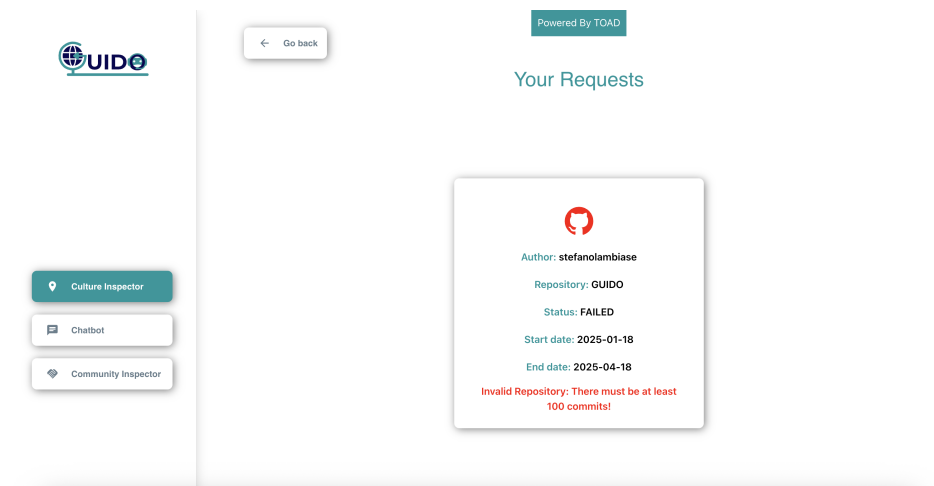 GUIDO
Culture Inspector
Chatbot
Community Inspector
Go back
Powered By TOAD
Your Requests
Author: stefanolambiase
Repository: GUIDO
Status: FAILED
Start date: 2025-01-18
End date: 2025-04-18
Invalid Repository: There must be at least
100 commits!